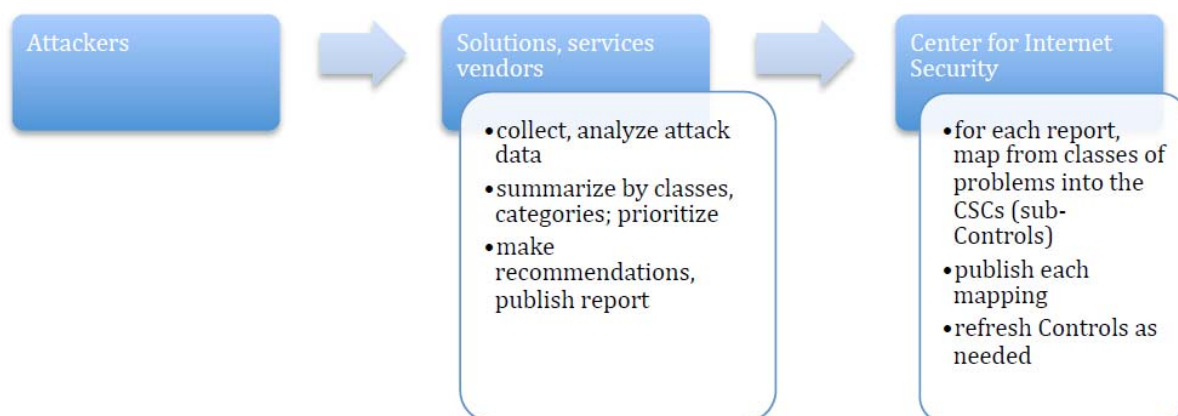 Attackers
Solutions, services
vendors
•collect, analyze attack
data
•summarize by classes,
categories; prioritize
•make
recommendations,
publish report
Center for Internet
Security
•for each report,
map from classes of
problems into the
CSCs (sub-
Controls)
•publish each
mapping
•refresh Controls as
needed